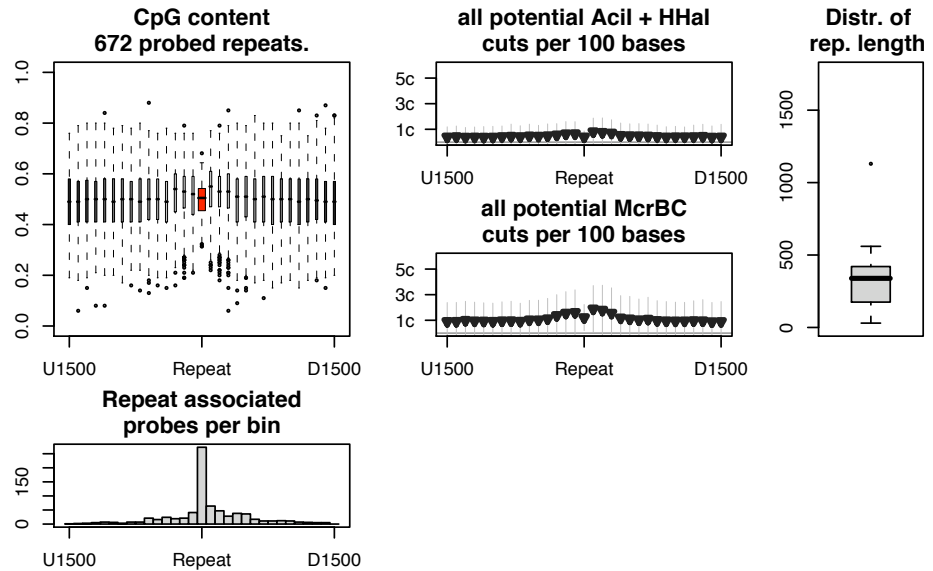 CpG content
672 probed repeats.
1.0
0.8
0.6
0.4
0.2
0.0
U1500 Repeat D1500
all potential AciI + HHaI
cuts per 100 bases
5c
3c
1c
U1500 Repeat D1500
all potential McrBC
cuts per 100 bases
5c
3c
1c
U1500 Repeat D1500
Distr. of
rep. length
1500
1000
500
0
Repeat associated
probes per bin
150
0
U1500 Repeat D1500